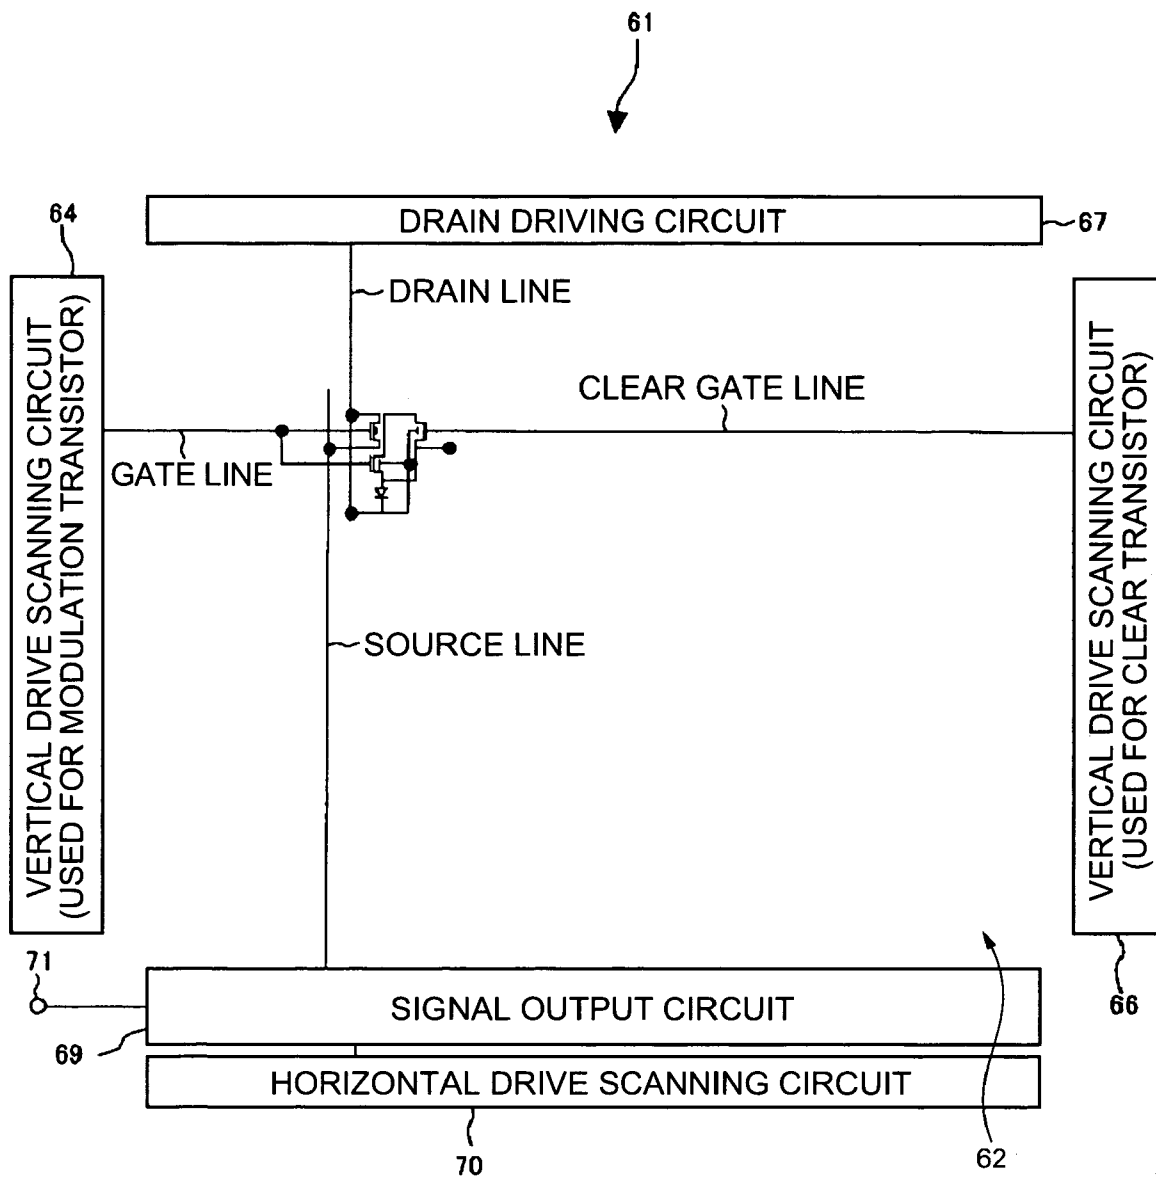 61
DRAIN DRIVING CIRCUIT
67
64
VERTICAL DRIVE SCANNING CIRCUIT
(USED FOR MODULATION TRANSISTOR)
DRAIN LINE
CLEAR GATE LINE
GATE LINE
SOURCE LINE
VERTICAL DRIVE SCANNING CIRCUIT
(USED FOR CLEAR TRANSISTOR)
66
71
SIGNAL OUTPUT CIRCUIT
69
HORIZONTAL DRIVE SCANNING CIRCUIT
70
62